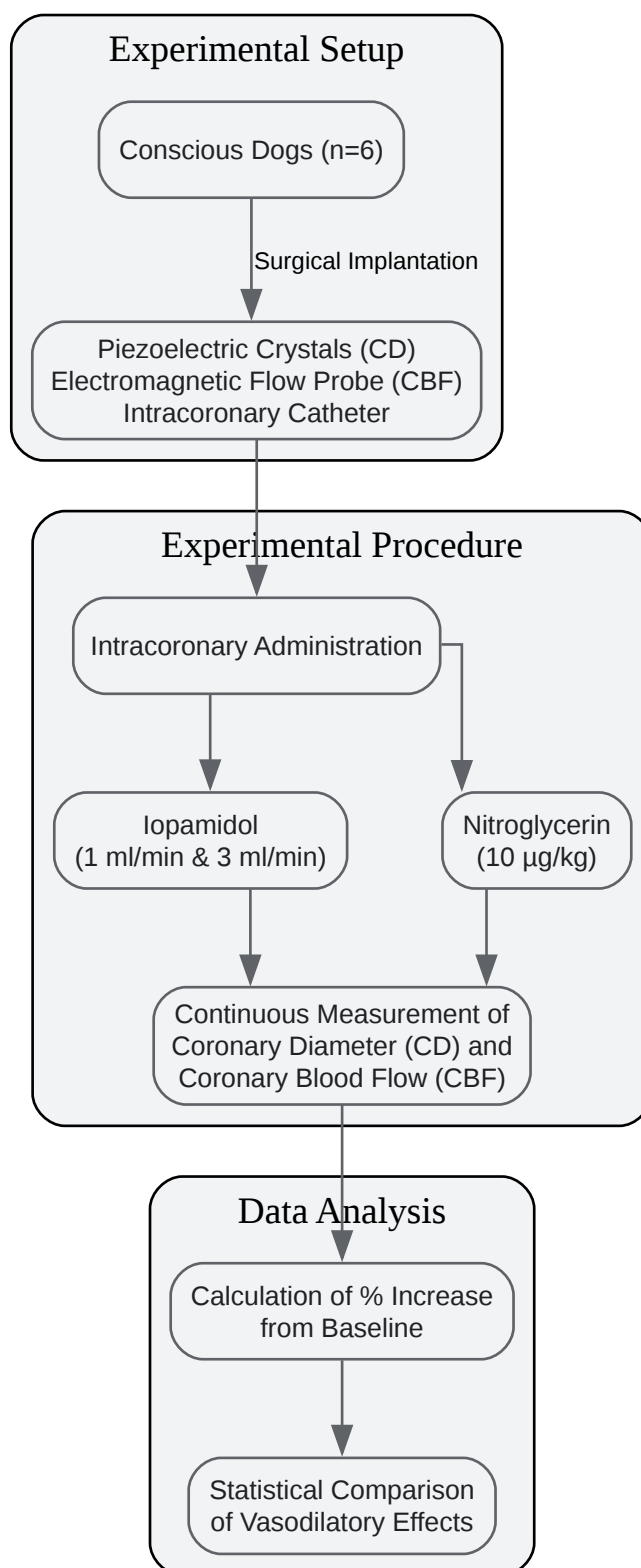 Experimental Setup
Conscious Dogs (n=6)
Surgical Implantation
Piezoelectric Crystals (CD)
Electromagnetic Flow Probe (CBF)
Intracoronary Catheter
Experimental Procedure
Intracoronary Administration
Iopamidol
(1 ml/min & 3 ml/min)
Nitroglycerin
(10 µg/kg)
Continuous Measurement of
Coronary Diameter (CD) and
Coronary Blood Flow (CBF)
Data Analysis
Calculation of % Increase
from Baseline
Statistical Comparison
of Vasodilatory Effects